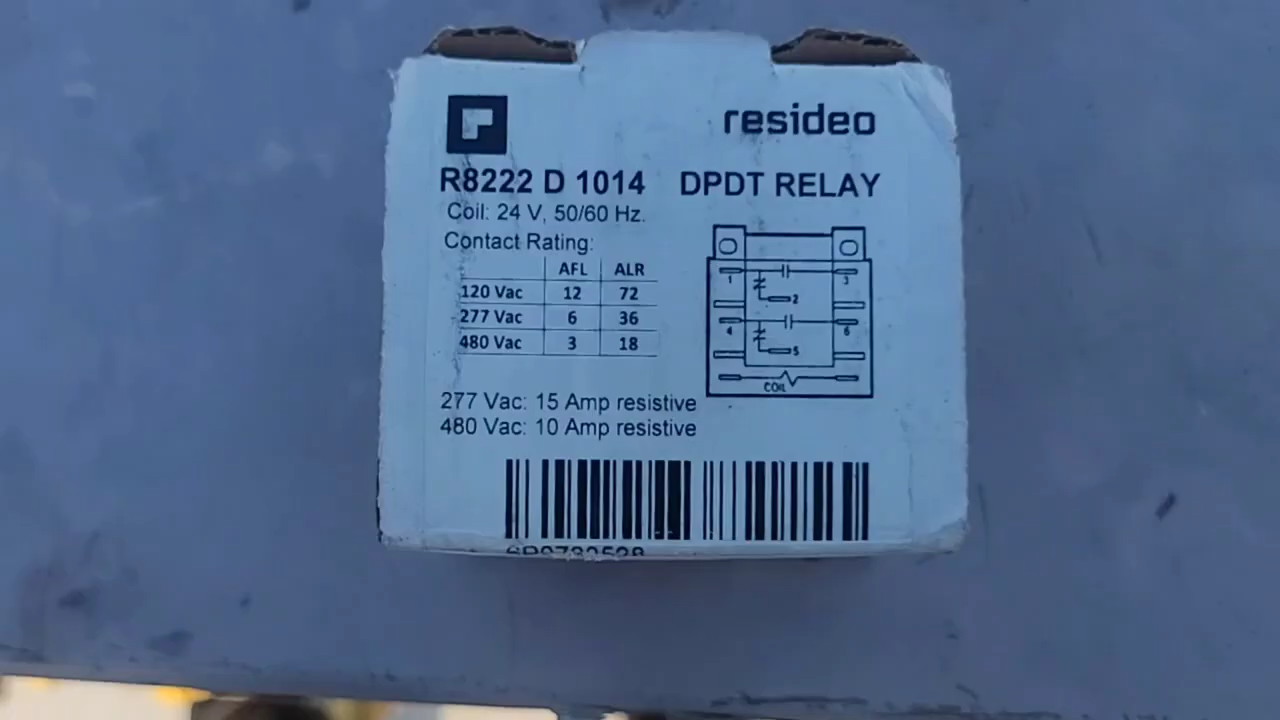 resideo
R8222 D 1014 DPDT RELAY
Coil: 24 V, 50/60 Hz.
Contact Rating:
AFL ALR
120 Vac 12 72
277 Vac 6 36
480 Vac 3 18
1 3
2
4 6
5
COIL
277 Vac: 15 Amp resistive
480 Vac: 10 Amp resistive